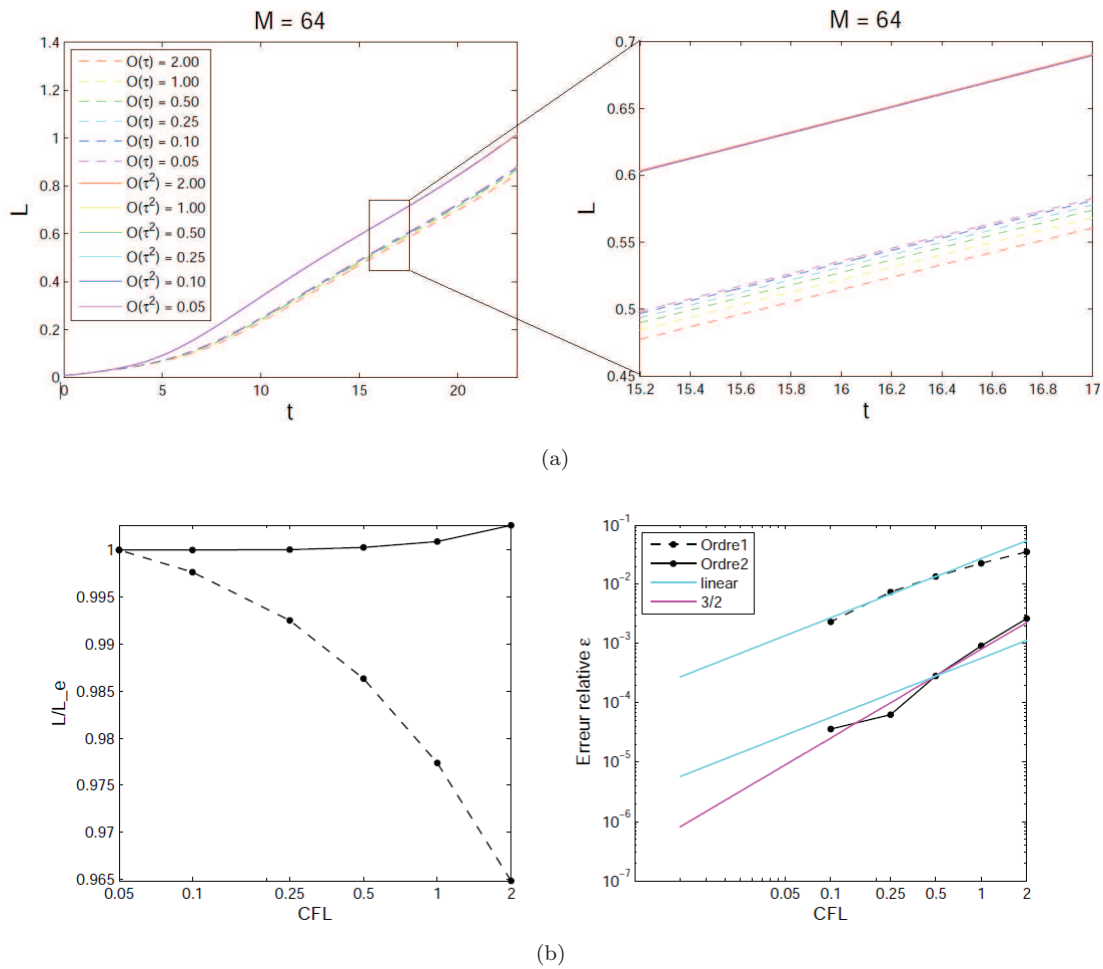 M = 64
1.4
1.2
1
0.8
0.6
0.4
0.2
0
L
O(τ) = 2.00
O(τ) = 1.00
O(τ) = 0.50
O(τ) = 0.25
O(τ) = 0.10
O(τ) = 0.05
O(τ²) = 2.00
O(τ²) = 1.00
O(τ²) = 0.50
O(τ²) = 0.25
O(τ²) = 0.10
O(τ²) = 0.05
0 5 10 15 20
t
M = 64
0.7
0.65
0.6
0.55
0.5
0.45
L
15.2 15.4 15.6 15.8 16 16.2 16.4 16.6 16.8 17
t
(a)
1
0.995
0.99
0.985
0.98
0.975
0.97
0.965
L/L_e
0.05 0.1 0.25 0.5 1 2
CFL
10⁻¹
10⁻²
10⁻³
10⁻⁴
10⁻⁵
10⁻⁶
10⁻⁷
Erreur relative ε
Ordre1
Ordre2
linear
3/2
0.05 0.1 0.25 0.5 1 2
CFL
(b)